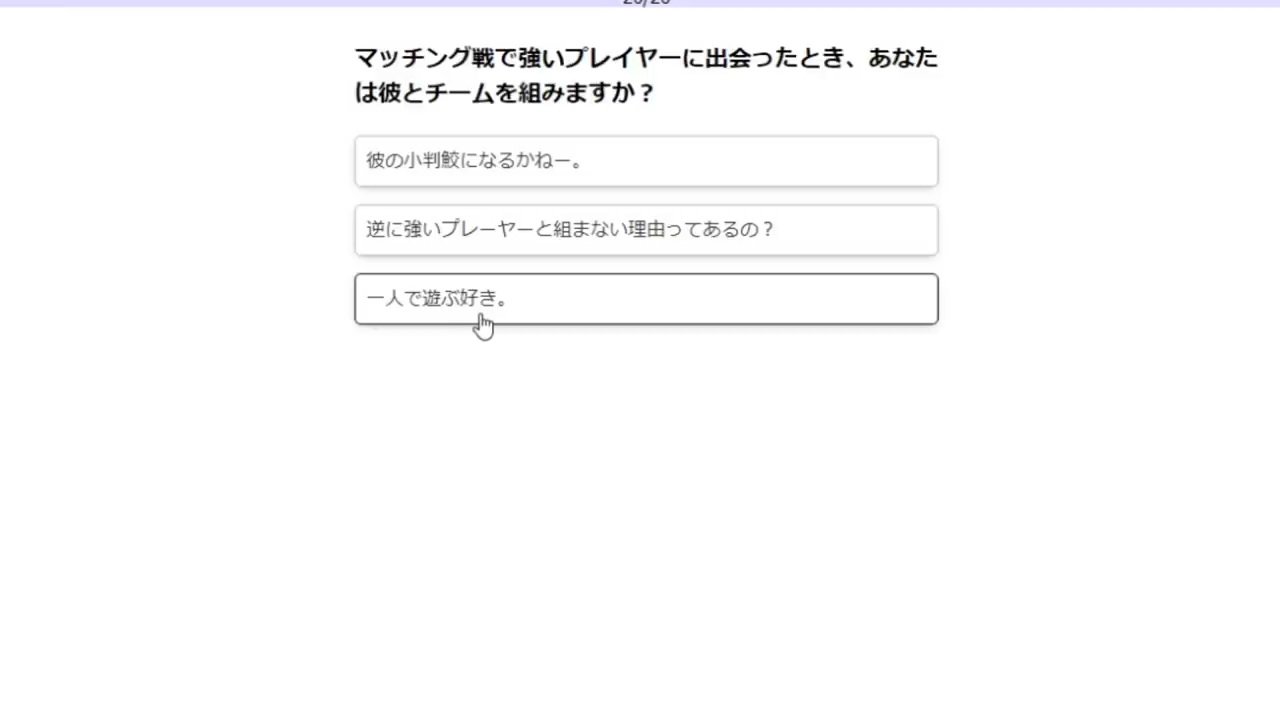 マッチング戦で強いプレイヤーに出会ったとき、あなた
は彼とチームを組みますか？
彼の小判鮫になるかねー。
逆に強いプレーヤーと組まない理由ってあるの？
一人で遊ぶ好き。